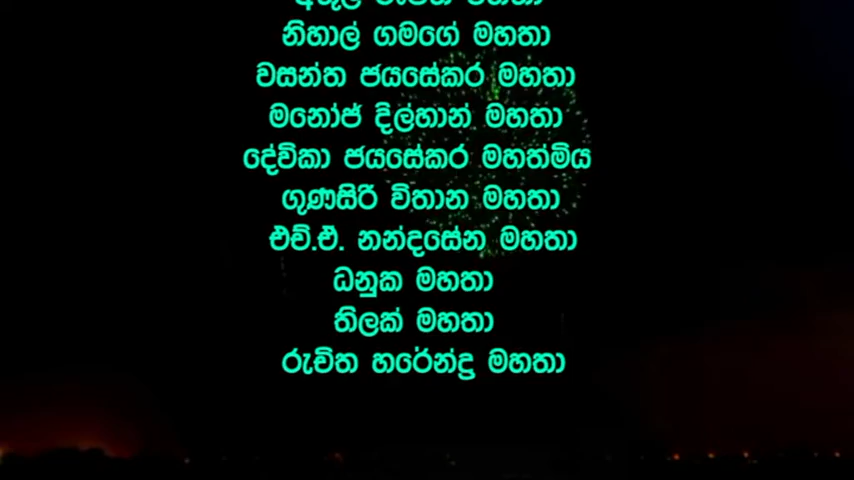 නිහාල් ගමගේ මහතා
වසන්ත ජයසේකර මහතා
මනෝජ් දිල්හාන් මහතා
දේවිකා ජයසේකර මහත්මිය
ගුණසිරි විතාන මහතා
එච්.ඒ. නන්දසේන මහතා
ධනුක මහතා
තිලක් මහතා
රුචිත හරේන්ද්‍ර මහතා